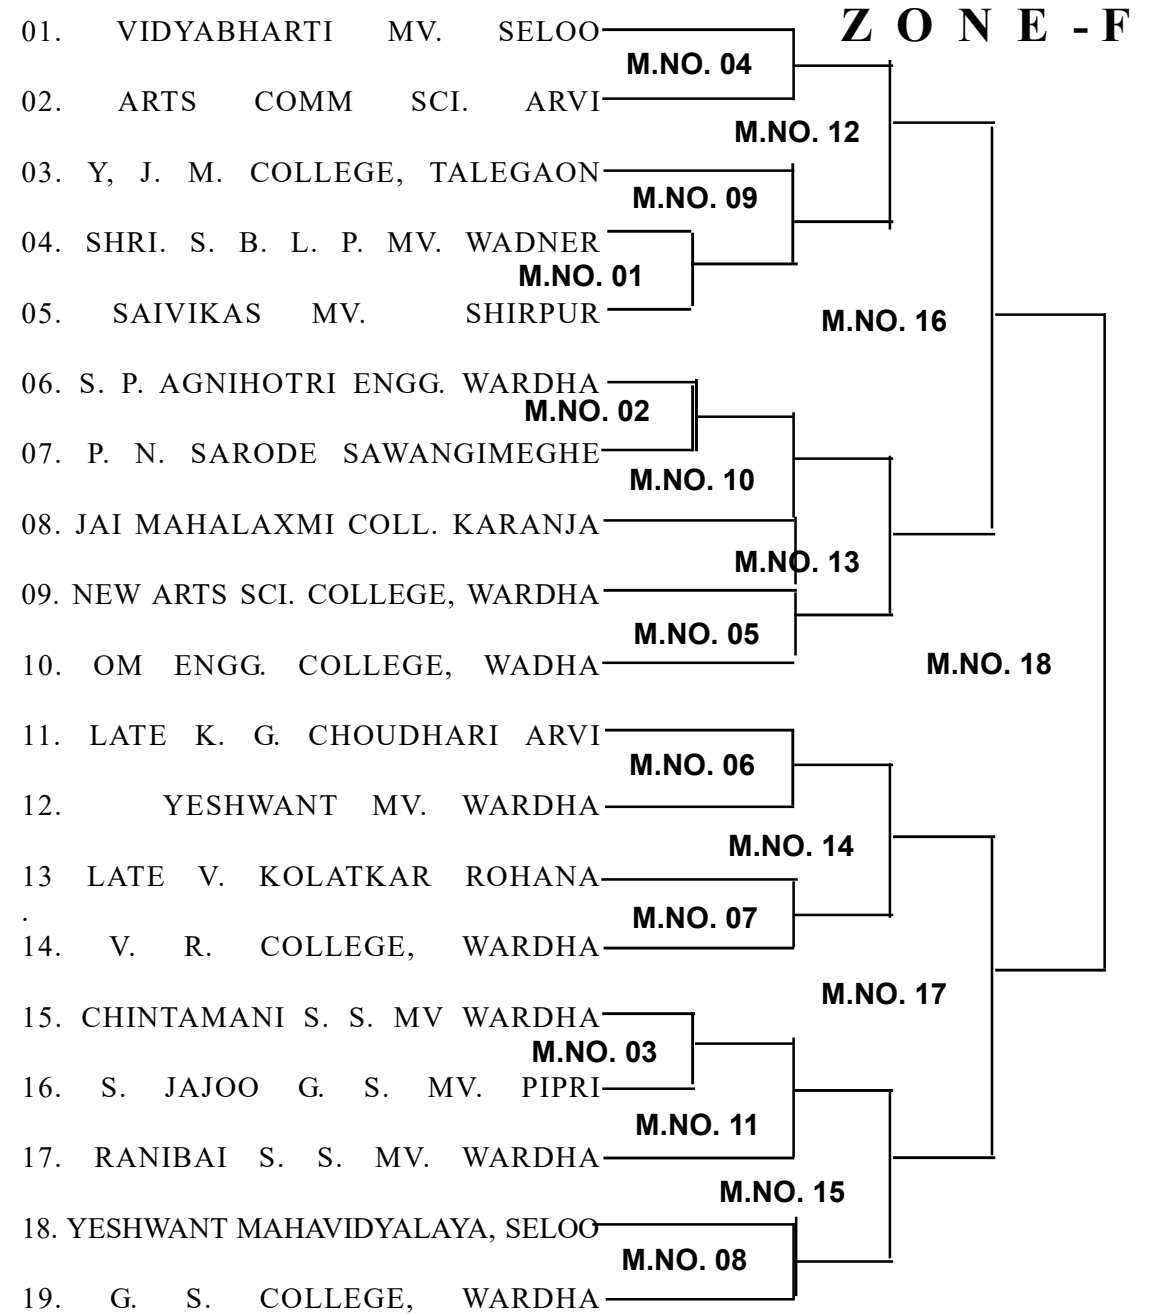 Z O N E - F
01. VIDYABHARTI MV. SELOO
M.NO. 04
02. ARTS COMM SCI. ARVI
M.NO. 12
03. Y, J. M. COLLEGE, TALEGAON
M.NO. 09
04. SHRI. S. B. L. P. MV. WADNER
M.NO. 01
05. SAIVIKAS MV. SHIRPUR
M.NO. 16
06. S. P. AGNIHOTRI ENGG. WARDHA
M.NO. 02
07. P. N. SARODE SAWANGIMEGHE
M.NO. 10
08. JAI MAHALAXMI COLL. KARANJA
M.NO. 13
09. NEW ARTS SCI. COLLEGE, WARDHA
M.NO. 05
10. OM ENGG. COLLEGE, WADHA
M.NO. 18
11. LATE K. G. CHOUDHARI ARVI
M.NO. 06
12. YESHWANT MV. WARDHA
M.NO. 14
13 LATE V. KOLATKAR ROHANA
.
M.NO. 07
14. V. R. COLLEGE, WARDHA
M.NO. 17
15. CHINTAMANI S. S. MV WARDHA
M.NO. 03
16. S. JAJOO G. S. MV. PIPRI
M.NO. 11
17. RANIBAI S. S. MV. WARDHA
M.NO. 15
18. YESHWANT MAHAVIDYALAYA, SELOO
M.NO. 08
19. G. S. COLLEGE, WARDHA